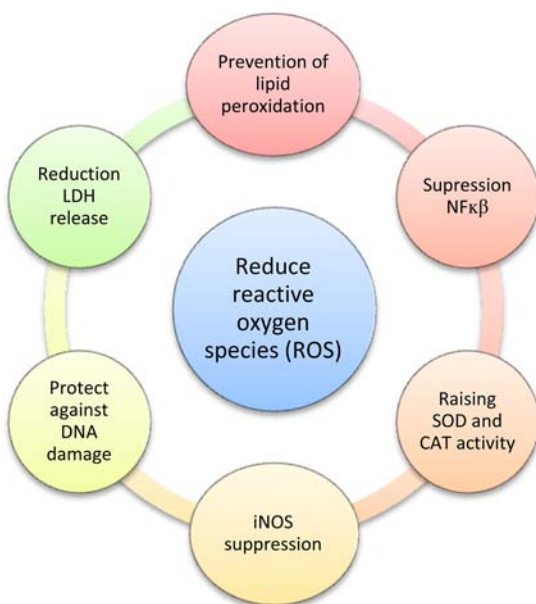 Prevention of
lipid
peroxidation
Supression
NFκβ
Raising
SOD and
CAT activity
iNOS
suppression
Protect
against
DNA
damage
Reduction
LDH
release
Reduce
reactive
oxygen
species (ROS)